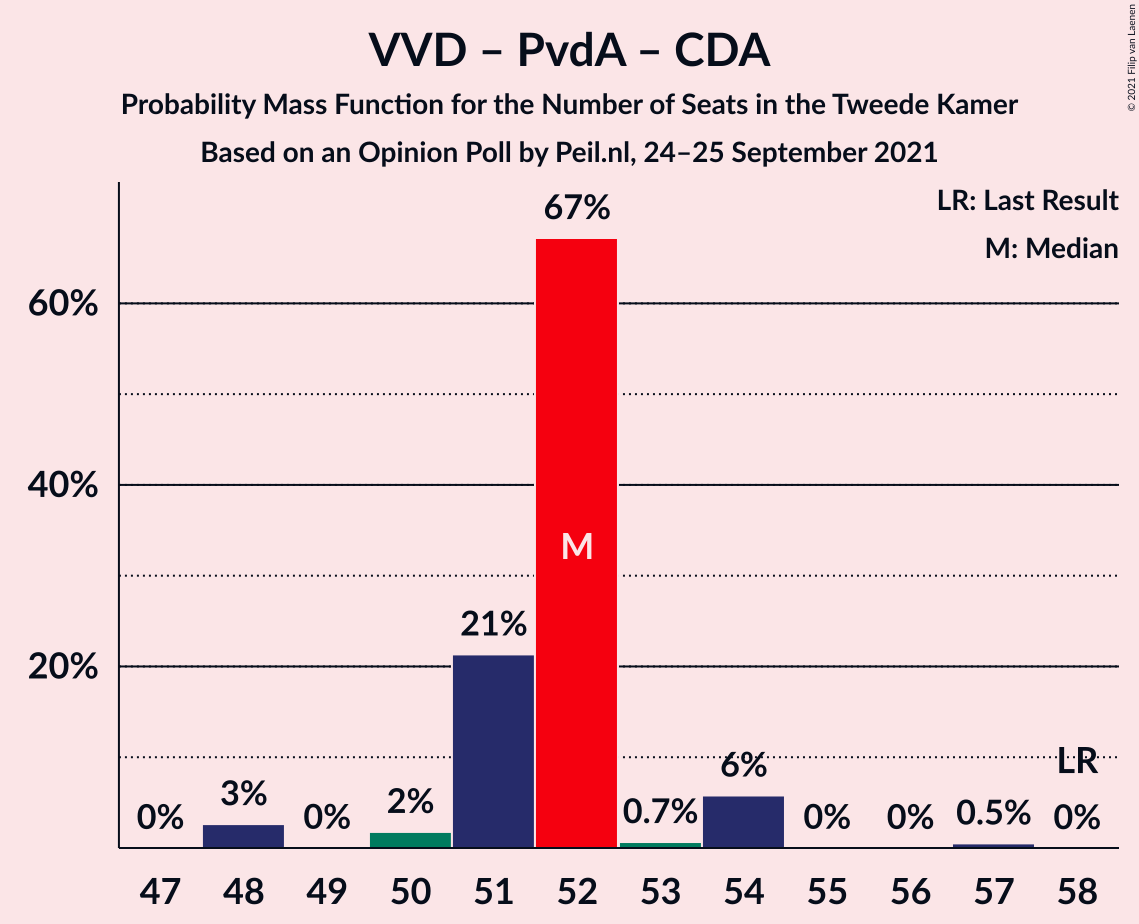 VVD – PvdA – CDA
Probability Mass Function for the Number of Seats in the Tweede Kamer
Based on an Opinion Poll by Peil.nl, 24–25 September 2021
© 2021 Filip van Laenen
LR: Last Result
M: Median
67%
60%
40%
M
21%
20%
LR
6%
3%
2%
0.7%
0.5%
0%
0%
0%
0%
0%
47 48 49 50 51 52 53 54 55 56 57 58